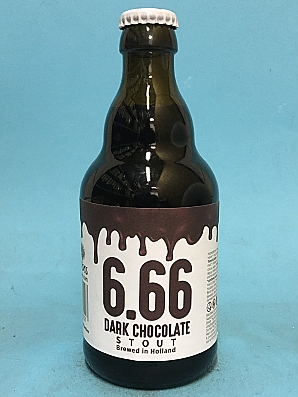 6.66
DARK CHOCOLATE
STOUT
Brewed in Holland